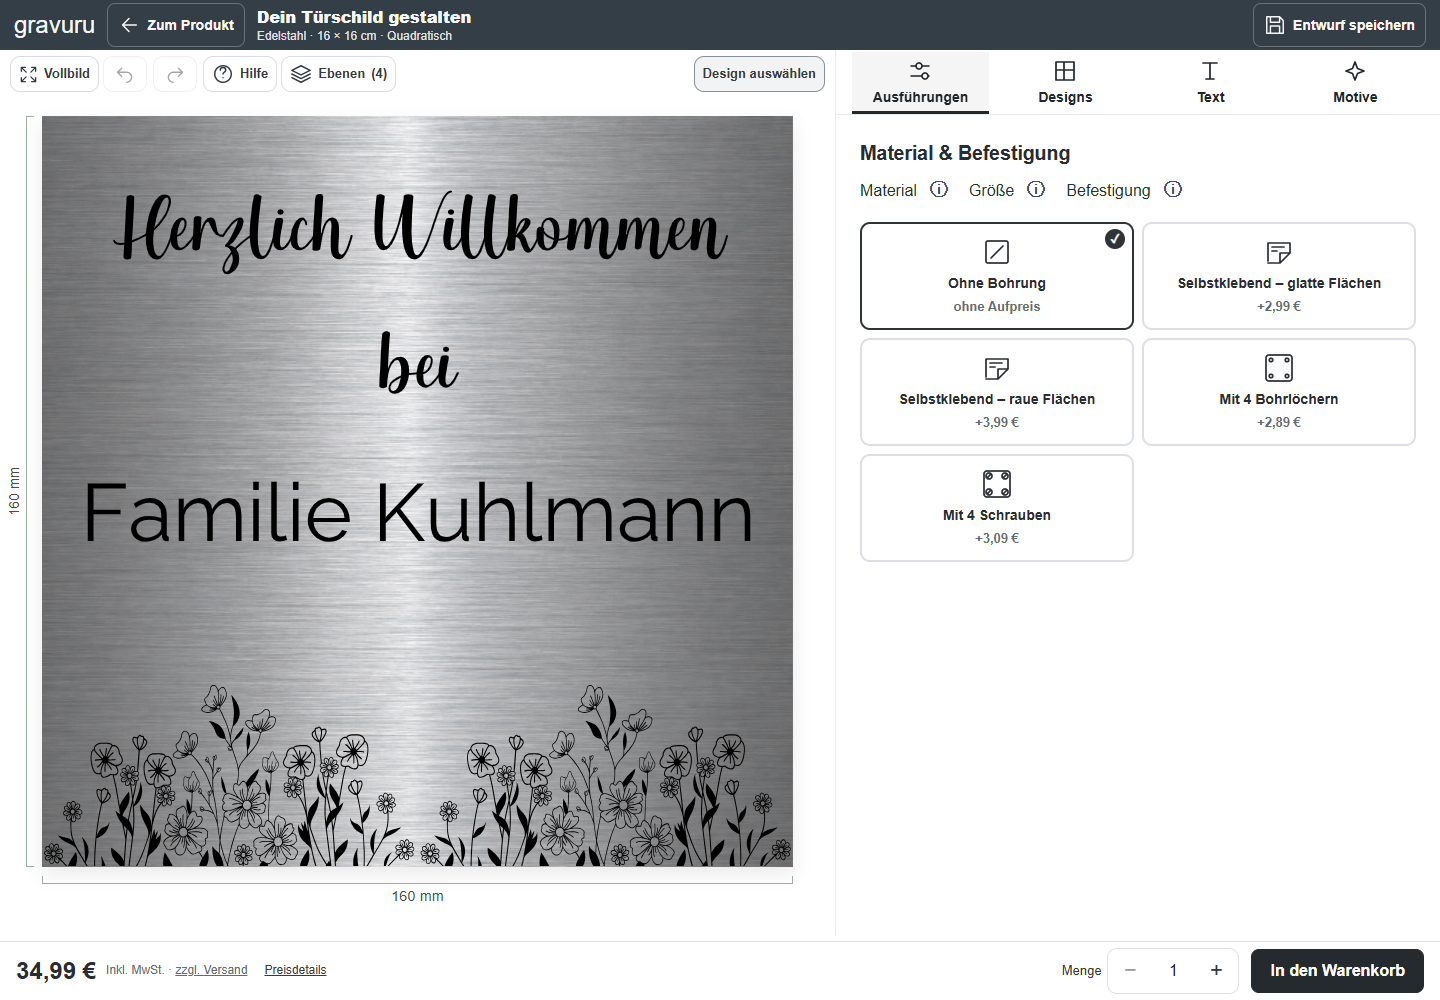 gravuru
Zum Produkt
Dein Türschild gestalten
Edelstahl · 16 × 16 cm · Quadratisch
Entwurf speichern
Vollbild
Hilfe
Ebenen (4)
Design auswählen
Ausführungen
Designs
Text
Motive
Herzlich Willkommen
bei
Familie Kuhlmann
160 mm
160 mm
Material & Befestigung
Material
Größe
Befestigung
Ohne Bohrung
ohne Aufpreis
Selbstklebend – glatte Flächen
+2,99 €
Selbstklebend – raue Flächen
+3,99 €
Mit 4 Bohrlöchern
+2,89 €
Mit 4 Schrauben
+3,09 €
34,99 €
Inkl. MwSt. · zzgl. Versand
Preisdetails
Menge
− 1 +
In den Warenkorb